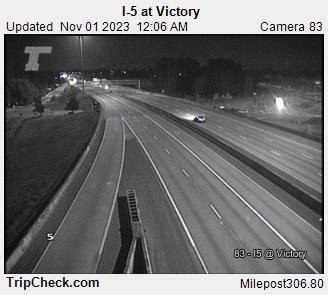 I-5 at Victory
Updated Nov 01 2023 12:06 AM Camera 83
T
S
83 - I5 @ Victory
TripCheck.com Milepost306.80